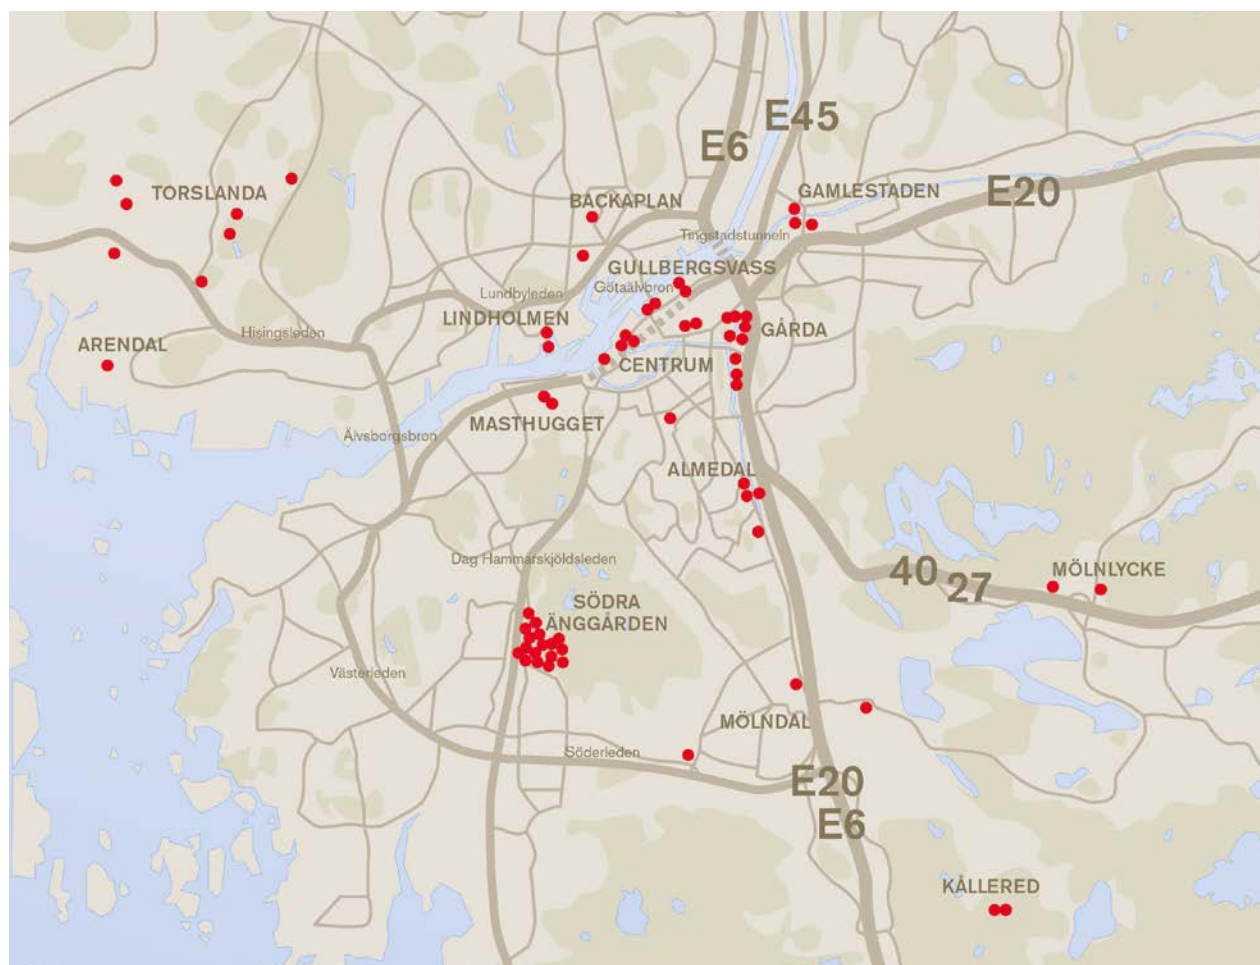 E45
E6
TORSLANDA
GAMLESTADEN
E20
BACKAPLAN
Tingstadstunneln
GULLBERGSVASS
Götaälvbron
Lundbyleden
LINDHOLMEN
Hisingsleden
GÅRDA
ARENDAL
CENTRUM
MASTHUGGET
Älvsborgsbron
ALMEDAL
Dag Hammarskjöldsleden
40
27
MÖLNLYCKE
SÖDRA
ÄNGGÅRDEN
Västerleden
MÖLNDAL
Söderleden
E20
E6
KÅLLERED